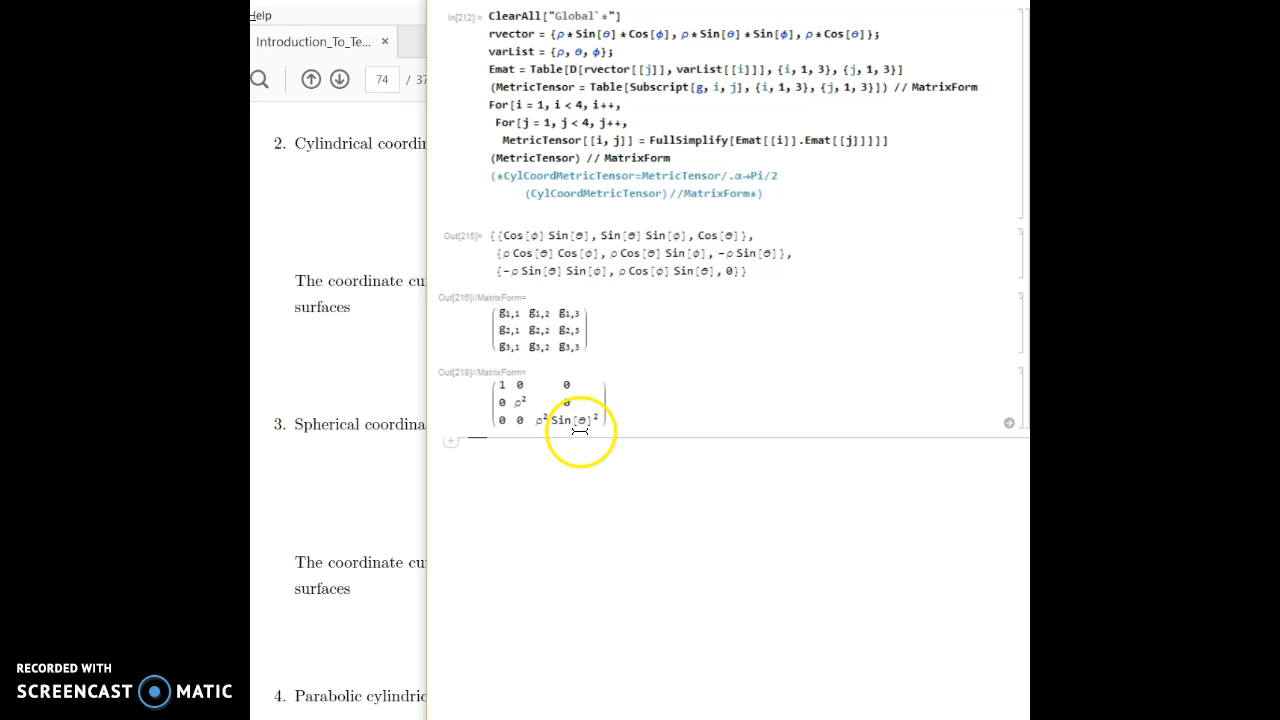 Help
Introduction_To_Te... ×
74 / 37
2. Cylindrical coordin
The coordinate cu
surfaces
3. Spherical coordina
The coordinate cu
surfaces
4. Parabolic cylindric
In[212]:= ClearAll["Global`*"]
rvector = {ρ*Sin[θ]*Cos[ϕ], ρ*Sin[θ]*Sin[ϕ], ρ*Cos[θ]};
varList = {ρ, θ, ϕ};
Emat = Table[D[rvector[[j]], varList[[i]]], {i, 1, 3}, {j, 1, 3}]
(MetricTensor = Table[Subscript[g, i, j], {i, 1, 3}, {j, 1, 3}]) // MatrixForm
For[i = 1, i < 4, i++,
For[j = 1, j < 4, j++,
MetricTensor[[i, j]] = FullSimplify[Emat[[i]].Emat[[j]]]]]
(MetricTensor) // MatrixForm
(*CylCoordMetricTensor=MetricTensor/.α→Pi/2
(CylCoordMetricTensor)//MatrixForm*)
Out[215]= {{Cos[ϕ] Sin[θ], Sin[θ] Sin[ϕ], Cos[θ]},
{ρ Cos[θ] Cos[ϕ], ρ Cos[θ] Sin[ϕ], -ρ Sin[θ]},
{-ρ Sin[θ] Sin[ϕ], ρ Cos[ϕ] Sin[θ], 0}}
Out[216]//MatrixForm=
g1,1 g1,2 g1,3
g2,1 g2,2 g2,3
g3,1 g3,2 g3,3
Out[218]//MatrixForm=
1 0 0
0 ρ² 0
0 0 ρ² Sin[θ]²
RECORDED WITH
SCREENCAST MATIC